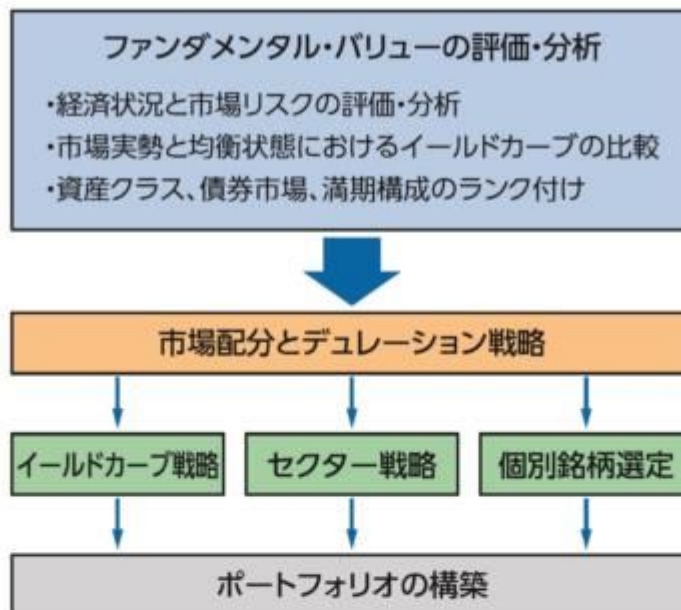 ファンダメンタル・バリューの評価・分析
・経済状況と市場リスクの評価・分析
・市場実勢と均衡状態におけるイールドカーブの比較
・資産クラス、債券市場、満期構成のランク付け
市場配分とデュレーション戦略
イールドカーブ戦略
セクター戦略
個別銘柄選定
ポートフォリオの構築